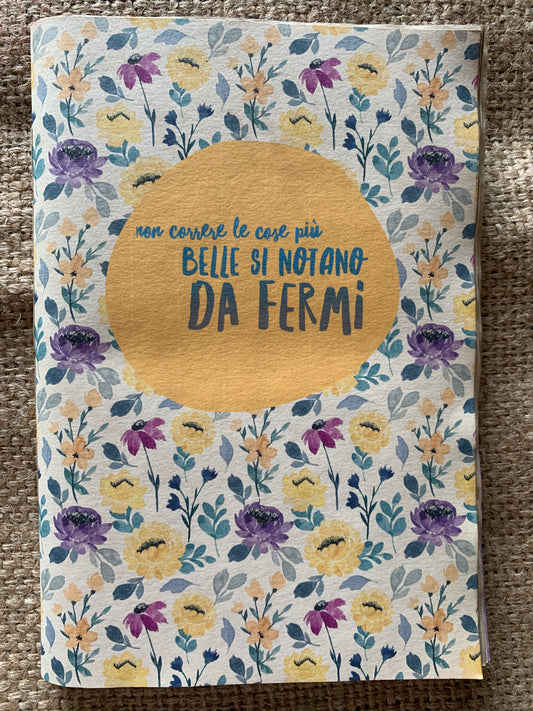 non correre le cose più
BELLE SI NOTANO
DA FERMi